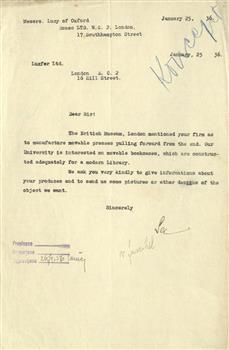 Messrs. Luxy of Oxford
January 25 36.
House LTG. W.C. 2. London.
17 Southhampton Street
January, 25 36
Luxfer Ltd.
London E.C. 2
16 Hill Street.
Dear Sir!
The British Museum, London mentioned your firm as
to manufacture movable presses pulling forward from the end. Our
University is interested on movable bookcases, which are construc-
ted adequately for a modern Library.
We ask you very kindly to give informations about
your produces and to send us some pictures or other of the
object we want.
Sincerely